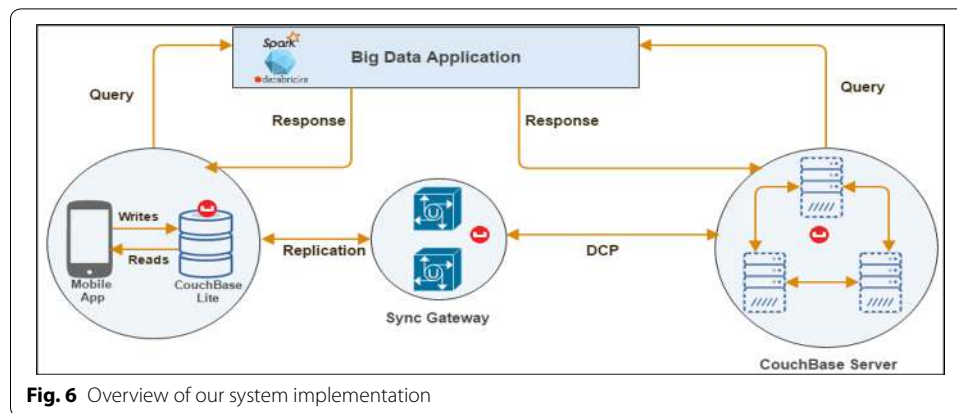 Spark
databricks
Big Data Application
Query
Response
Response
Query
Writes
Reads
Mobile
App
CouchBase
Lite
Replication
Sync Gateway
DCP
CouchBase Server
Fig. 6 Overview of our system implementation